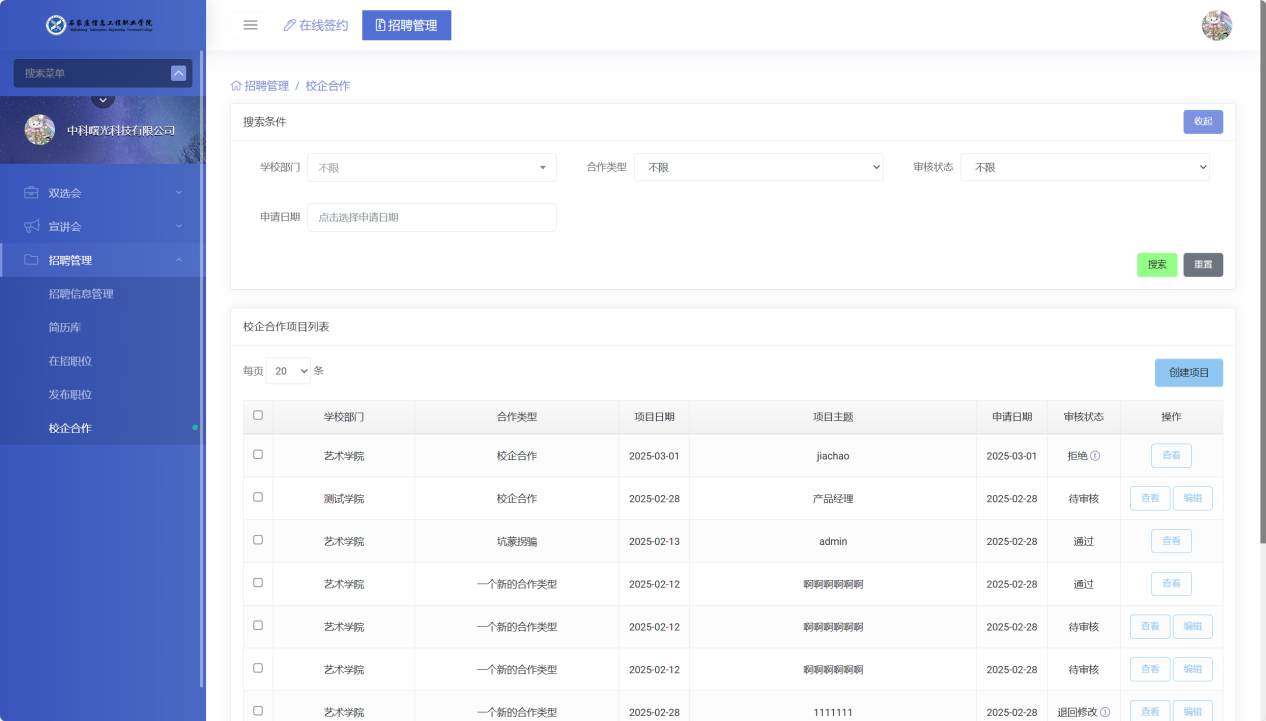 石家庄信息工程职业学院
在线签约
招聘管理
搜索菜单
中科曙光科技有限公司
双选会
宣讲会
招聘管理
招聘信息管理
简历库
在招职位
发布职位
校企合作
招聘管理 / 校企合作
搜索条件
收起
学校部门 不限 合作类型 不限 审核状态 不限
申请日期 点击选择申请日期
搜索 重置
校企合作项目列表
每页 20 条
创建项目
学校部门 合作类型 项目日期 项目主题 申请日期 审核状态 操作
艺术学院 校企合作 2025-03-01 jiachao 2025-03-01 拒绝 查看
测试学院 校企合作 2025-02-28 产品经理 2025-02-28 待审核 查看 编辑
艺术学院 坑蒙拐骗 2025-02-13 admin 2025-02-28 通过 查看
艺术学院 一个新的合作类型 2025-02-12 啊啊啊啊啊啊 2025-02-28 通过 查看
艺术学院 一个新的合作类型 2025-02-12 啊啊啊啊啊啊 2025-02-28 待审核 查看 编辑
艺术学院 一个新的合作类型 2025-02-12 啊啊啊啊啊啊 2025-02-28 待审核 查看 编辑
艺术学院 一个新的合作类型 2025-02-28 1111111 2025-02-28 退回修改 查看 编辑